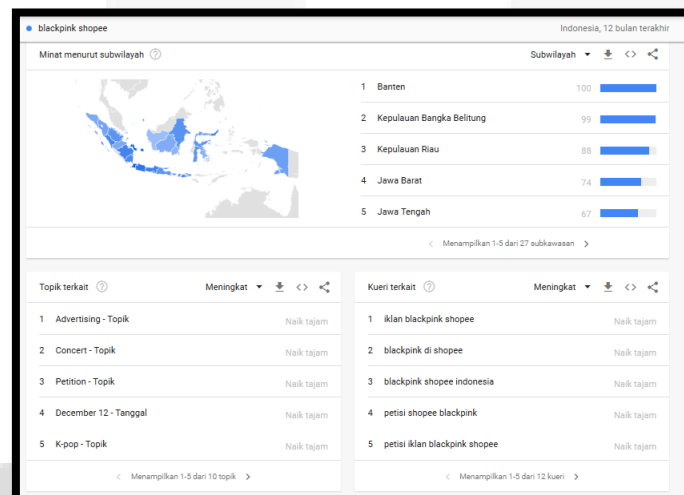 blackpink shopee
Indonesia, 12 bulan terakhir
Minat menurut subwilayah
Subwilayah
1 Banten 100
2 Kepulauan Bangka Belitung 99
3 Kepulauan Riau 88
4 Jawa Barat 74
5 Jawa Tengah 67
Menampilkan 1-5 dari 27 subkawasan
Topik terkait
Meningkat
1 Advertising - Topik Naik tajam
2 Concert - Topik Naik tajam
3 Petition - Topik Naik tajam
4 December 12 - Tanggal Naik tajam
5 K-pop - Topik Naik tajam
Menampilkan 1-5 dari 10 topik
Kueri terkait
Meningkat
1 iklan blackpink shopee Naik tajam
2 blackpink di shopee Naik tajam
3 blackpink shopee indonesia Naik tajam
4 petisi shopee blackpink Naik tajam
5 petisi iklan blackpink shopee Naik tajam
Menampilkan 1-5 dari 12 kueri